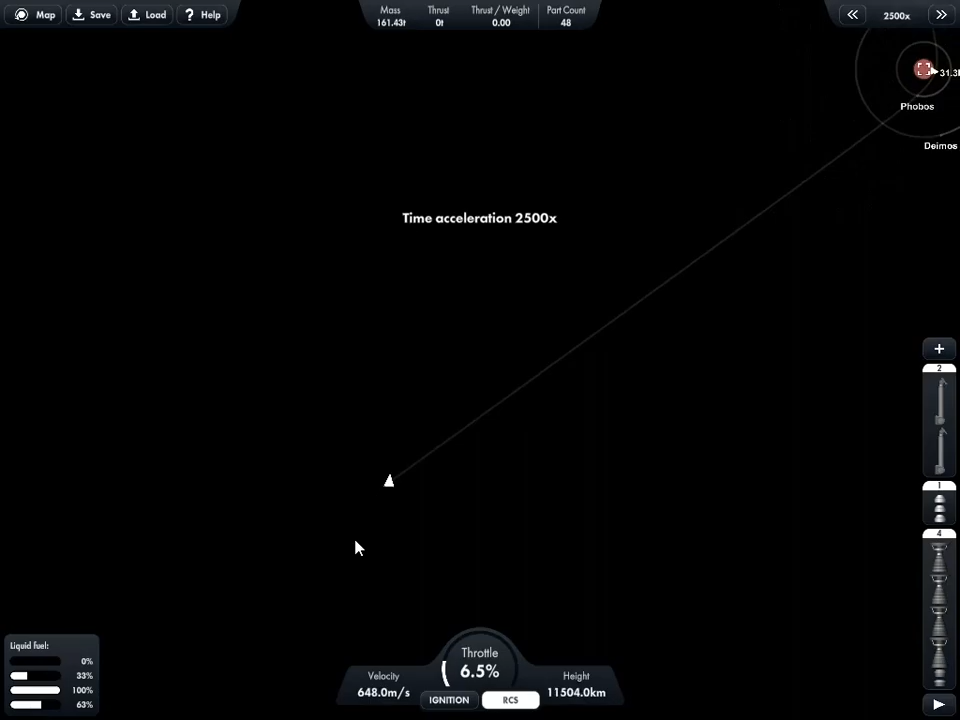 Map
Save
Load
Help
Mass
161.43t
Thrust
0t
Thrust / Weight
0.00
Part Count
48
2500x
31.3
Phobos
Deimos
Time acceleration 2500x
2
1
4
Liquid fuel:
0%
33%
100%
63%
Velocity
648.0m/s
Throttle
6.5%
Height
11504.0km
IGNITION
RCS